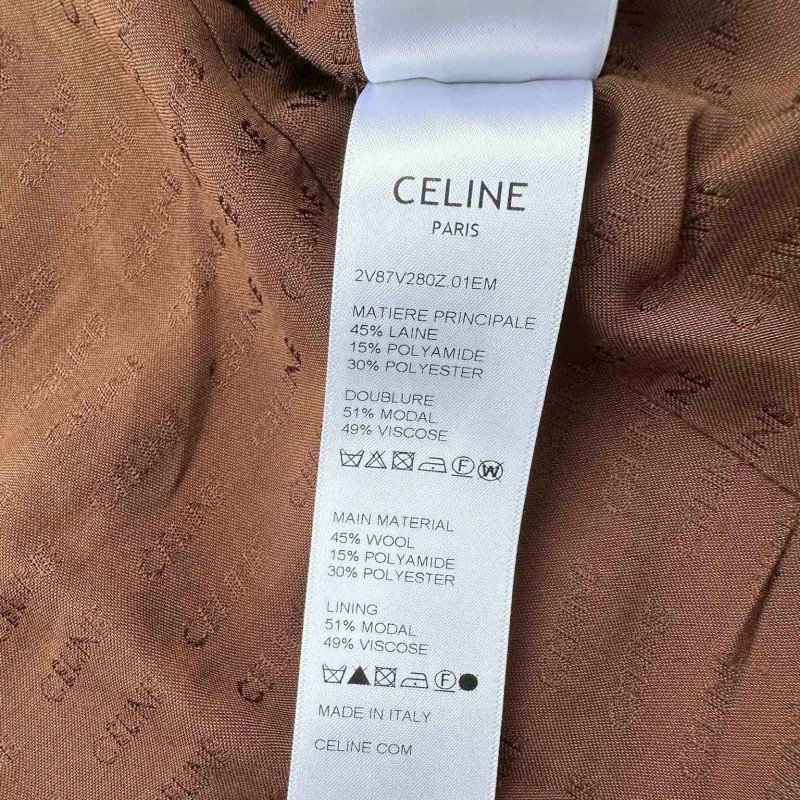 CELINE
PARIS
2V87V280Z.01EM
MATIERE PRINCIPALE
45% LAINE
15% POLYAMIDE
30% POLYESTER
DOUBLURE
51% MODAL
49% VISCOSE
F W
MAIN MATERIAL
45% WOOL
15% POLYAMIDE
30% POLYESTER
LINING
51% MODAL
49% VISCOSE
F
MADE IN ITALY
CELINE COM